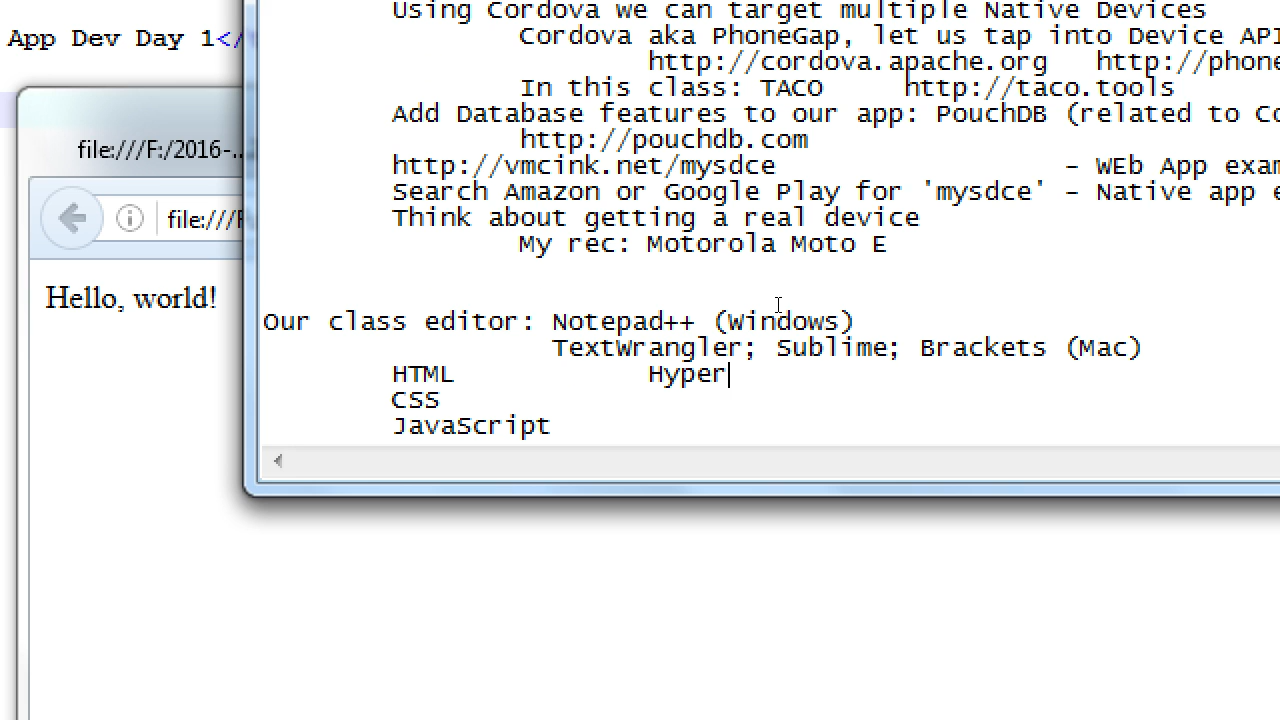 App Dev Day 1</
file:///F:/2016-...
file:///F
Hello, world!
Using Cordova we can target multiple Native Devices
Cordova aka PhoneGap, let us tap into Device API
http://cordova.apache.org http://phone
In this class: TACO http://taco.tools
Add Database features to our app: PouchDB (related to Co
http://pouchdb.com
http://vmcink.net/mysdce - WEb App exam
Search Amazon or Google Play for 'mysdce' - Native app e
Think about getting a real device
My rec: Motorola Moto E
Our class editor: Notepad++ (Windows)
TextWrangler; Sublime; Brackets (Mac)
HTML Hyper
CSS
JavaScript